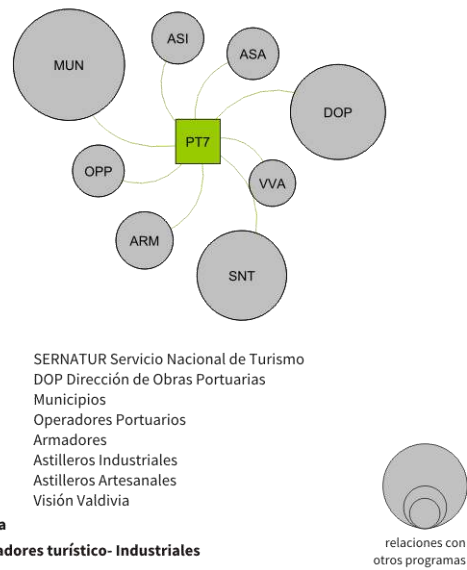 MUN
ASI
ASA
DOP
PT7
OPP
VVA
ARM
SNT
SERNATUR Servicio Nacional de Turismo
DOP Dirección de Obras Portuarias
Municipios
Operadores Portuarios
Armadores
Astilleros Industriales
Astilleros Artesanales
Visión Valdivia
turístico- Industriales
relaciones con
otros programas